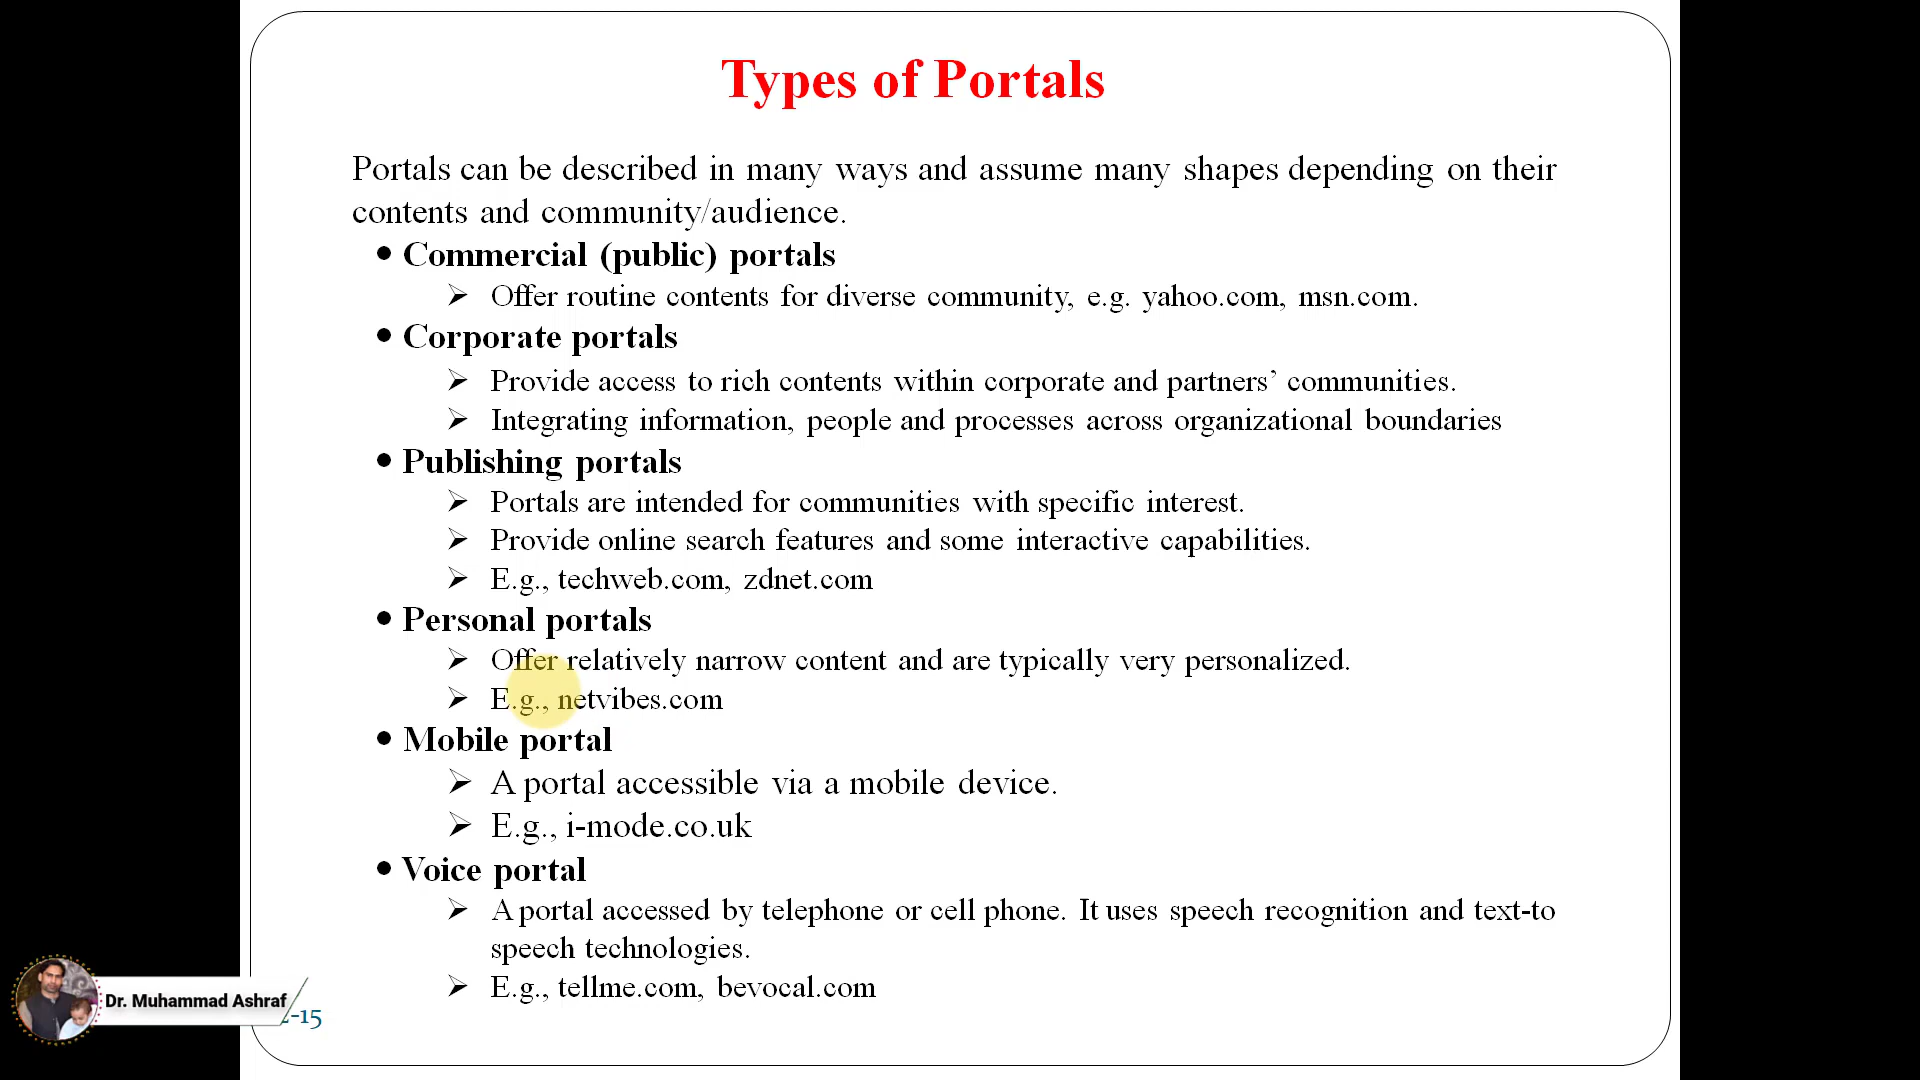 Types of Portals
Portals can be described in many ways and assume many shapes depending on their
contents and community/audience.
• Commercial (public) portals
➢ Offer routine contents for diverse community, e.g. yahoo.com, msn.com.
• Corporate portals
➢ Provide access to rich contents within corporate and partners’ communities.
➢ Integrating information, people and processes across organizational boundaries
• Publishing portals
➢ Portals are intended for communities with specific interest.
➢ Provide online search features and some interactive capabilities.
➢ E.g., techweb.com, zdnet.com
• Personal portals
➢ Offer relatively narrow content and are typically very personalized.
➢ E.g., netvibes.com
• Mobile portal
➢ A portal accessible via a mobile device.
➢ E.g., i-mode.co.uk
• Voice portal
➢ A portal accessed by telephone or cell phone. It uses speech recognition and text-to
speech technologies.
➢ E.g., tellme.com, bevocal.com
Dr. Muhammad Ashraf
-15